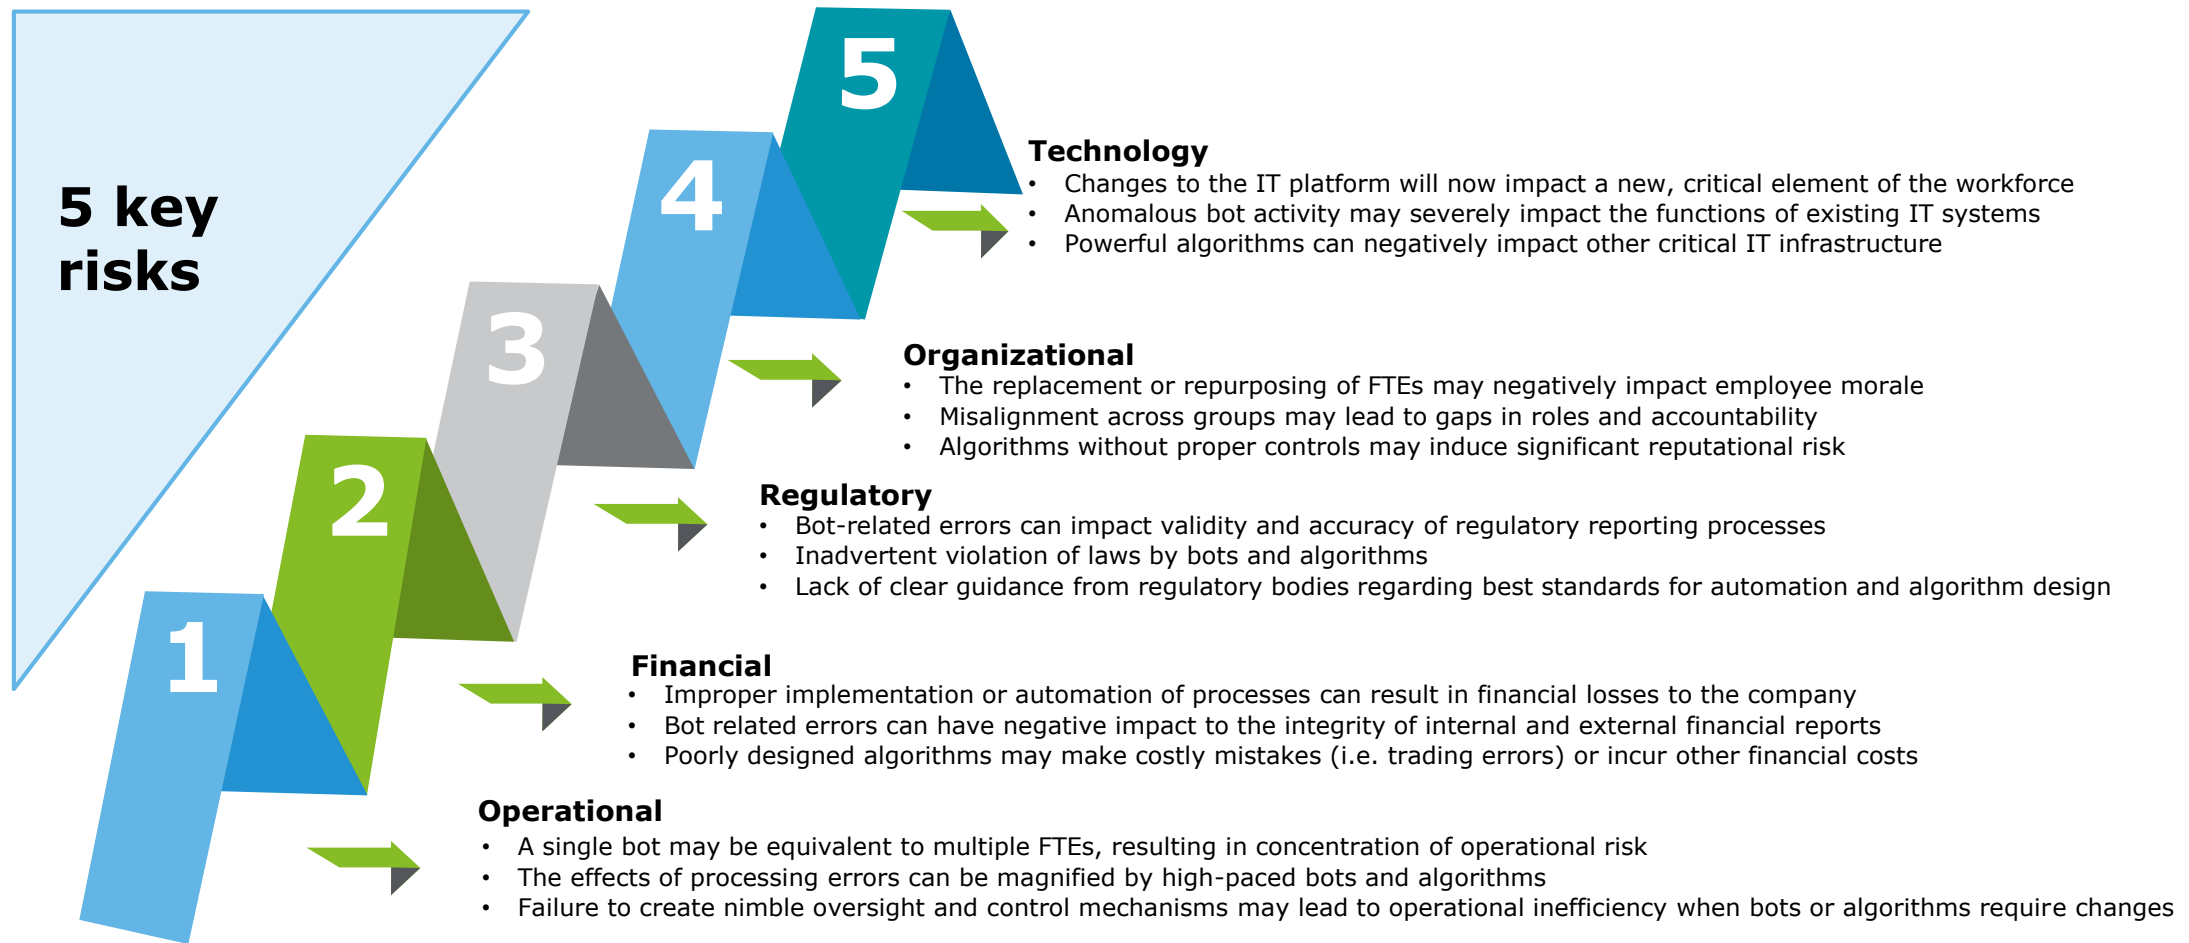 5 key
risks
5
Technology
• Changes to the IT platform will now impact a new, critical element of the workforce
• Anomalous bot activity may severely impact the functions of existing IT systems
• Powerful algorithms can negatively impact other critical IT infrastructure
4
Organizational
• The replacement or repurposing of FTEs may negatively impact employee morale
• Misalignment across groups may lead to gaps in roles and accountability
• Algorithms without proper controls may induce significant reputational risk
3
Regulatory
• Bot-related errors can impact validity and accuracy of regulatory reporting processes
• Inadvertent violation of laws by bots and algorithms
• Lack of clear guidance from regulatory bodies regarding best standards for automation and algorithm design
2
Financial
• Improper implementation or automation of processes can result in financial losses to the company
• Bot related errors can have negative impact to the integrity of internal and external financial reports
• Poorly designed algorithms may make costly mistakes (i.e. trading errors) or incur other financial costs
1
Operational
• A single bot may be equivalent to multiple FTEs, resulting in concentration of operational risk
• The effects of processing errors can be magnified by high-paced bots and algorithms
• Failure to create nimble oversight and control mechanisms may lead to operational inefficiency when bots or algorithms require changes